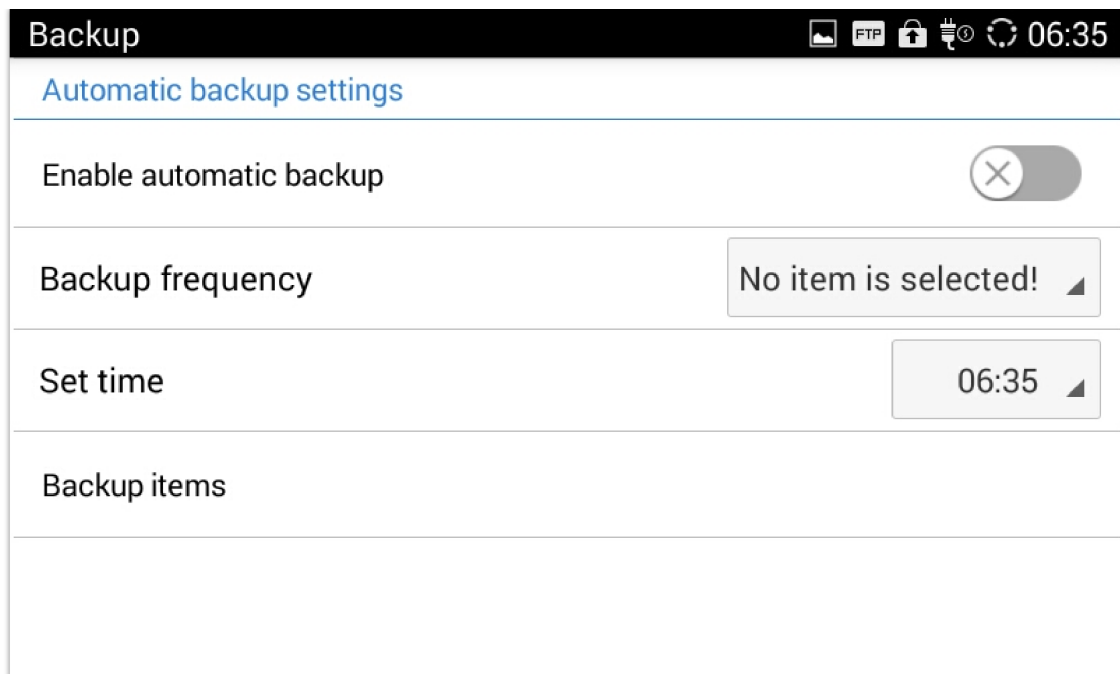 Backup FTP 06:35
Automatic backup settings
Enable automatic backup
Backup frequency No item is selected!
Set time 06:35
Backup items